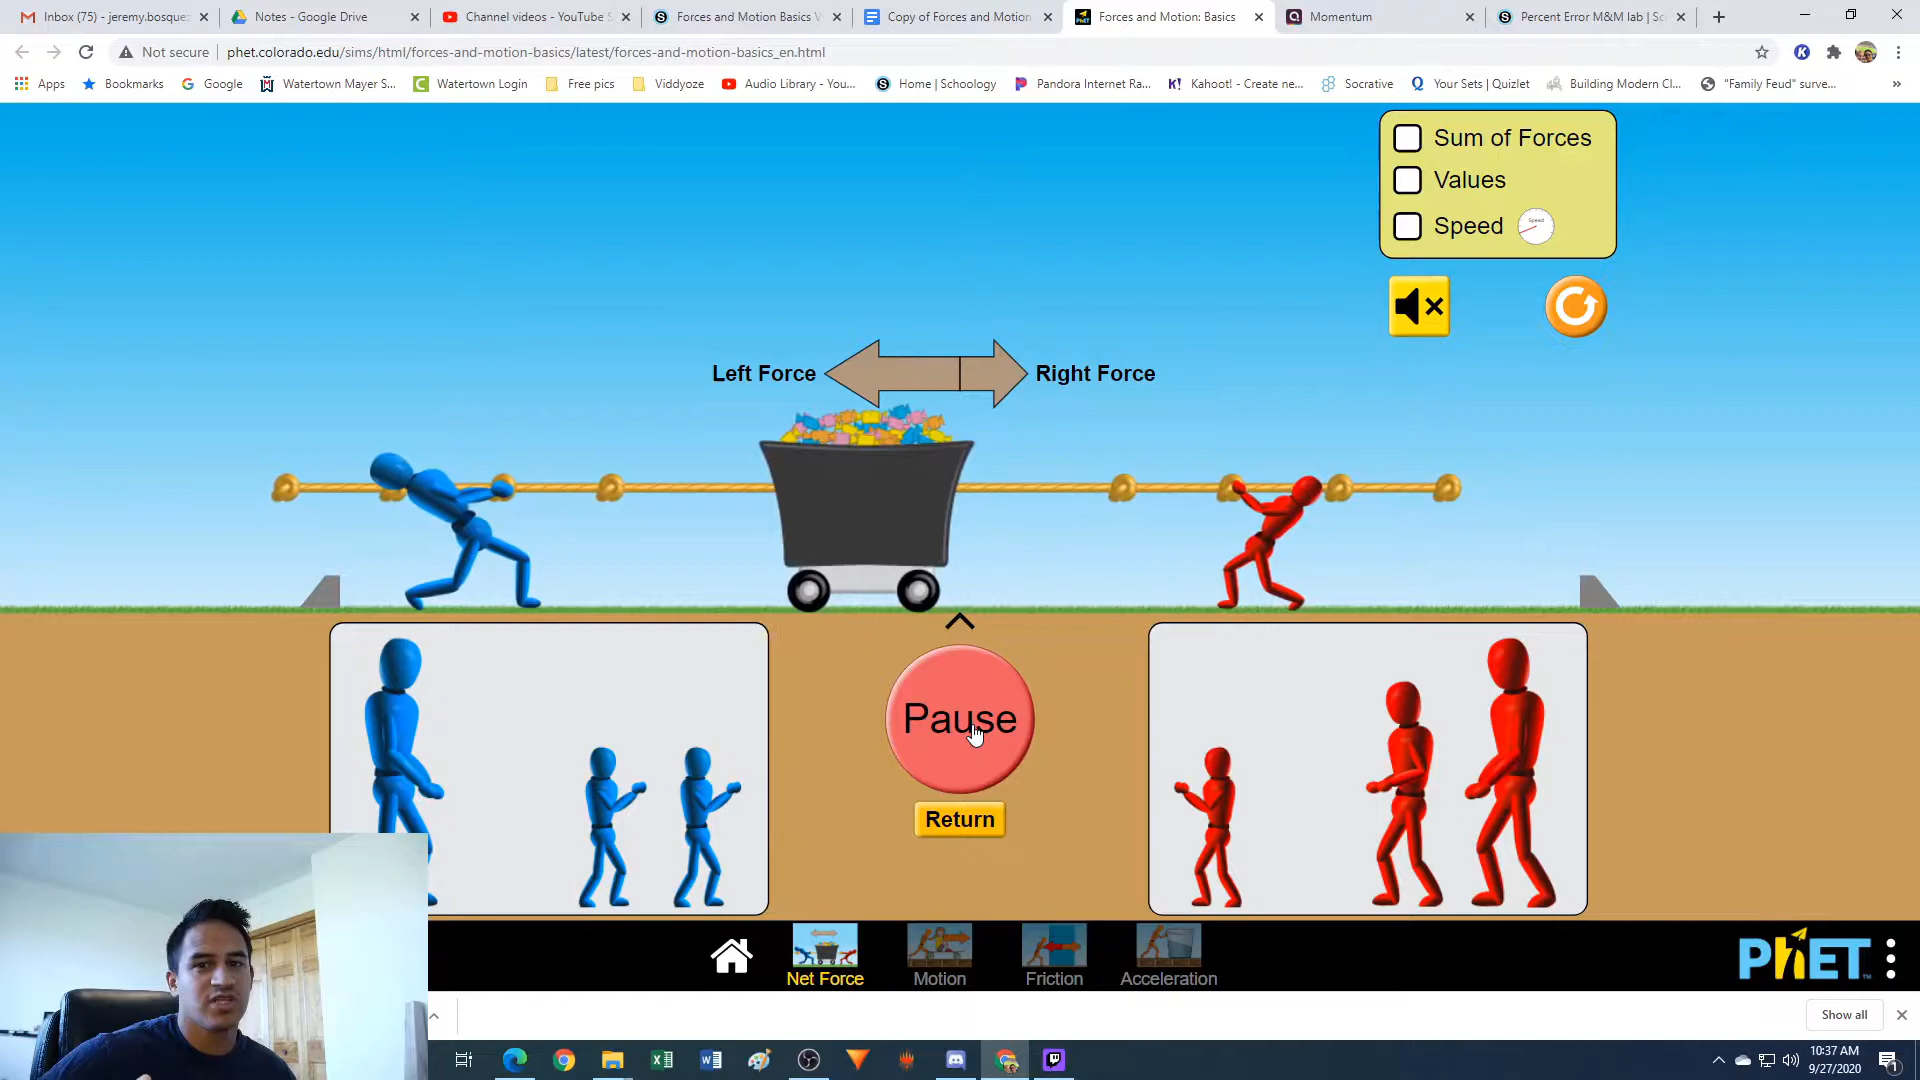 Inbox (75) - jeremy.bosque
Notes - Google Drive
Channel videos - YouTube S
Forces and Motion Basics V
Copy of Forces and Motion
Forces and Motion: Basics
Momentum
Percent Error M&M lab | Sc
Not secure
phet.colorado.edu/sims/html/forces-and-motion-basics/latest/forces-and-motion-basics_en.html
Apps
Bookmarks
Google
Watertown Mayer S...
Watertown Login
Free pics
Viddyoze
Audio Library - You...
Home | Schoology
Pandora Internet Ra...
Kahoot! - Create ne...
Socrative
Your Sets | Quizlet
Building Modern Cl...
"Family Feud" surve...
Sum of Forces
Values
Speed
Speed
Left Force
Right Force
Pause
Return
Net Force
Motion
Friction
Acceleration
PhET
Show all
10:37 AM
9/27/2020